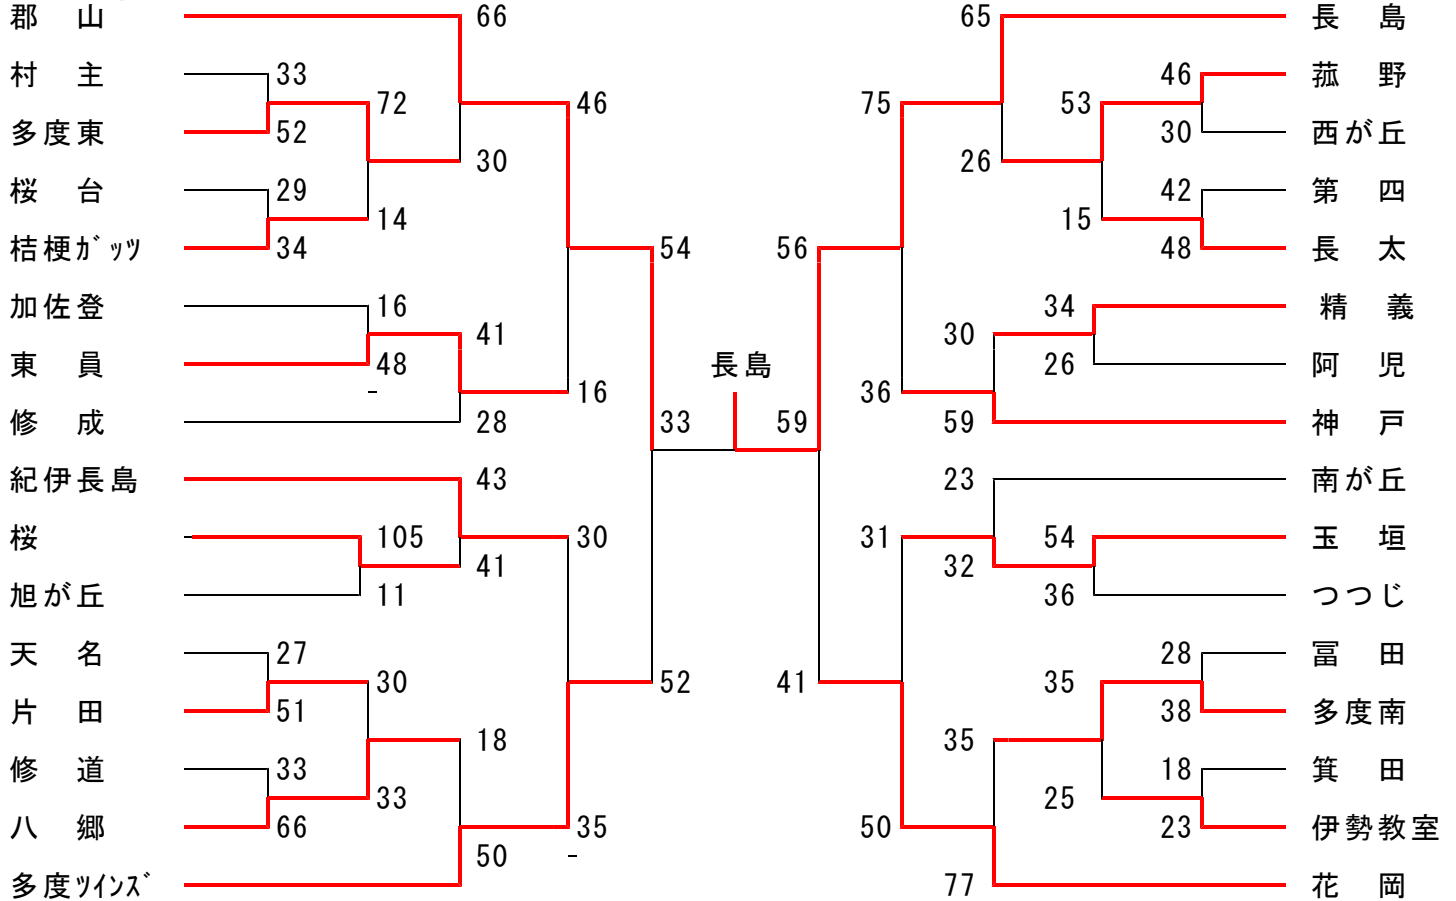 郡　山 66 65 長　島
村　主 33 46 菰　野
72 46 75 53
多度東 52 30 西が丘
30 26
桜　台 29 42 第　四
14 15
桔梗ｶﾞッツ 34 54 56 48 長　太
加佐登 16 34 精　義
41 30
東　員 48 長島 26 阿　児
- 16 36
修　成 28 33 59 59 神　戸
紀伊長島 43 23 南が丘
桜 105 30 31 54 玉　垣
41 32
旭が丘 11 36 つつじ
天　名 27 28 冨　田
30 52 41 35
片　田 51 38 多度南
18 35
修　道 33 18 箕　田
33 25
八　郷 66 35 50 23 伊勢教室
50 -
多度ﾂインｽﾞ 77 花　岡